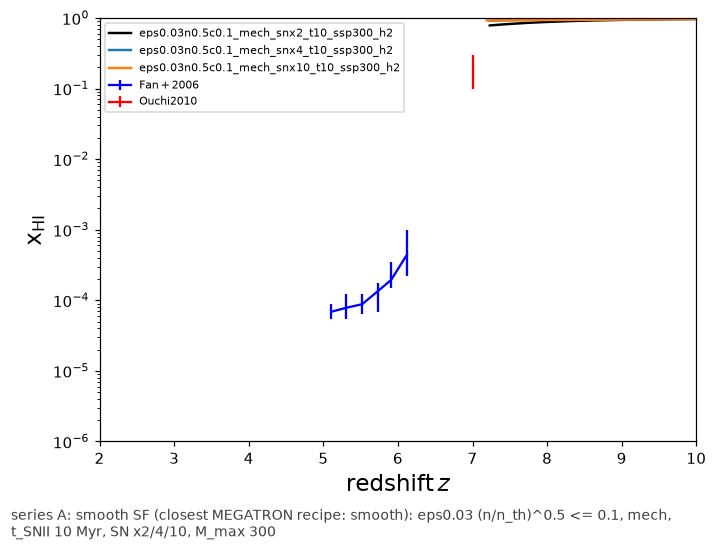 10⁰
10⁻¹
10⁻²
10⁻³
10⁻⁴
10⁻⁵
10⁻⁶
x_HI
eps0.03n0.5c0.1_mech_snx2_t10_ssp300_h2
eps0.03n0.5c0.1_mech_snx4_t10_ssp300_h2
eps0.03n0.5c0.1_mech_snx10_t10_ssp300_h2
Fan+2006
Ouchi2010
2 3 4 5 6 7 8 9 10
redshift z
series A: smooth SF (closest MEGATRON recipe: smooth): eps0.03 (n/n_th)^0.5 <= 0.1, mech,
t_SNII 10 Myr, SN x2/4/10, M_max 300